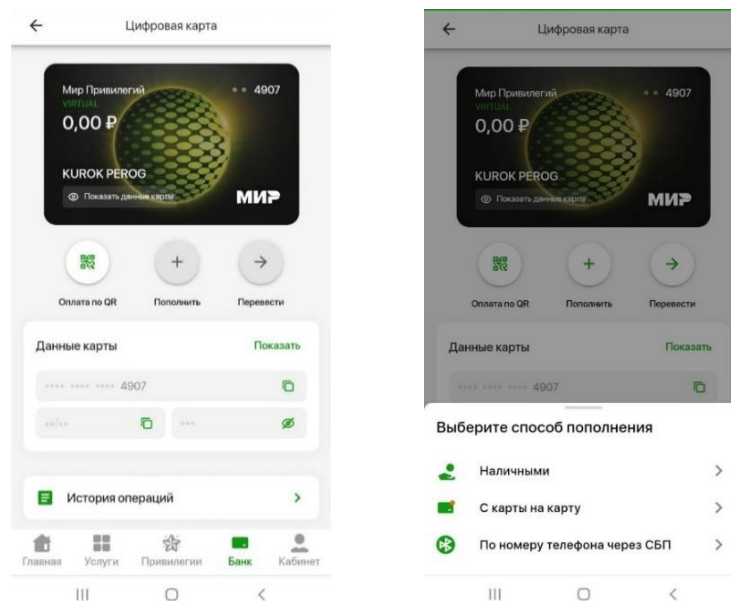 Цифровая карта
Мир Привилегий 4907
VIRTUAL
0,00 ₽
KUROK PEROG
Показать данные карты
МИР
Оплата по QR Пополнить Перевести
Данные карты Показать
•••• •••• •••• 4907
••/•• •••
История операций
Главная Услуги Привилегии Банк Кабинет
Цифровая карта
Мир Привилегий 4907
VIRTUAL
0,00 ₽
KUROK PEROG
Показать данные карты
МИР
Оплата по QR Пополнить Перевести
Данные карты Показать
•••• •••• •••• 4907
Выберите способ пополнения
Наличными
С карты на карту
По номеру телефона через СБП